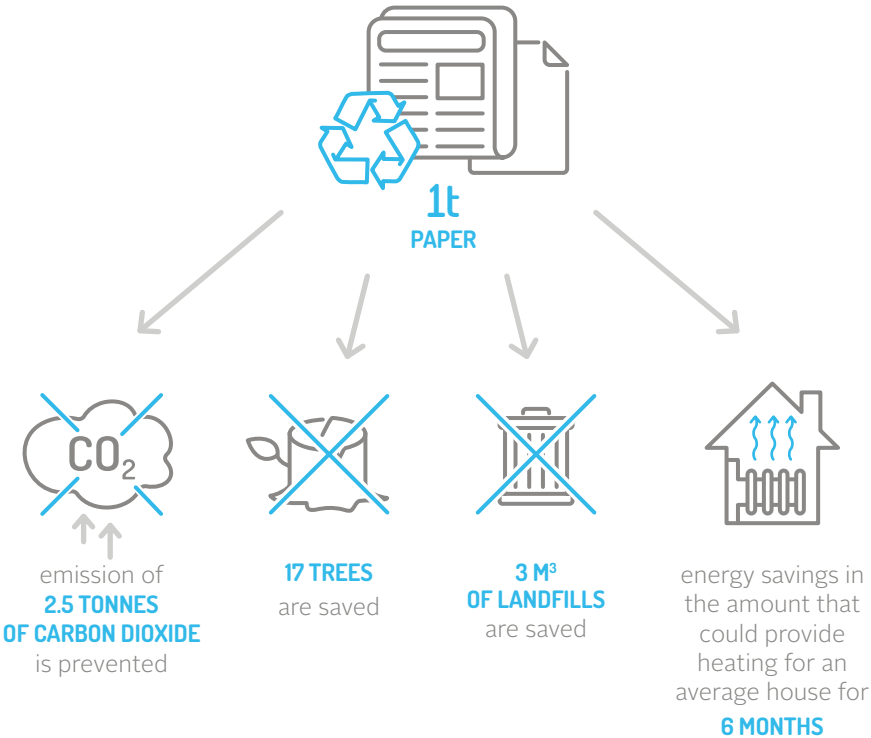 1t
PAPER
CO₂
emission of
2.5 TONNES
OF CARBON DIOXIDE
is prevented
17 TREES
are saved
3 M³
OF LANDFILLS
are saved
energy savings in
the amount that
could provide
heating for an
average house for
6 MONTHS